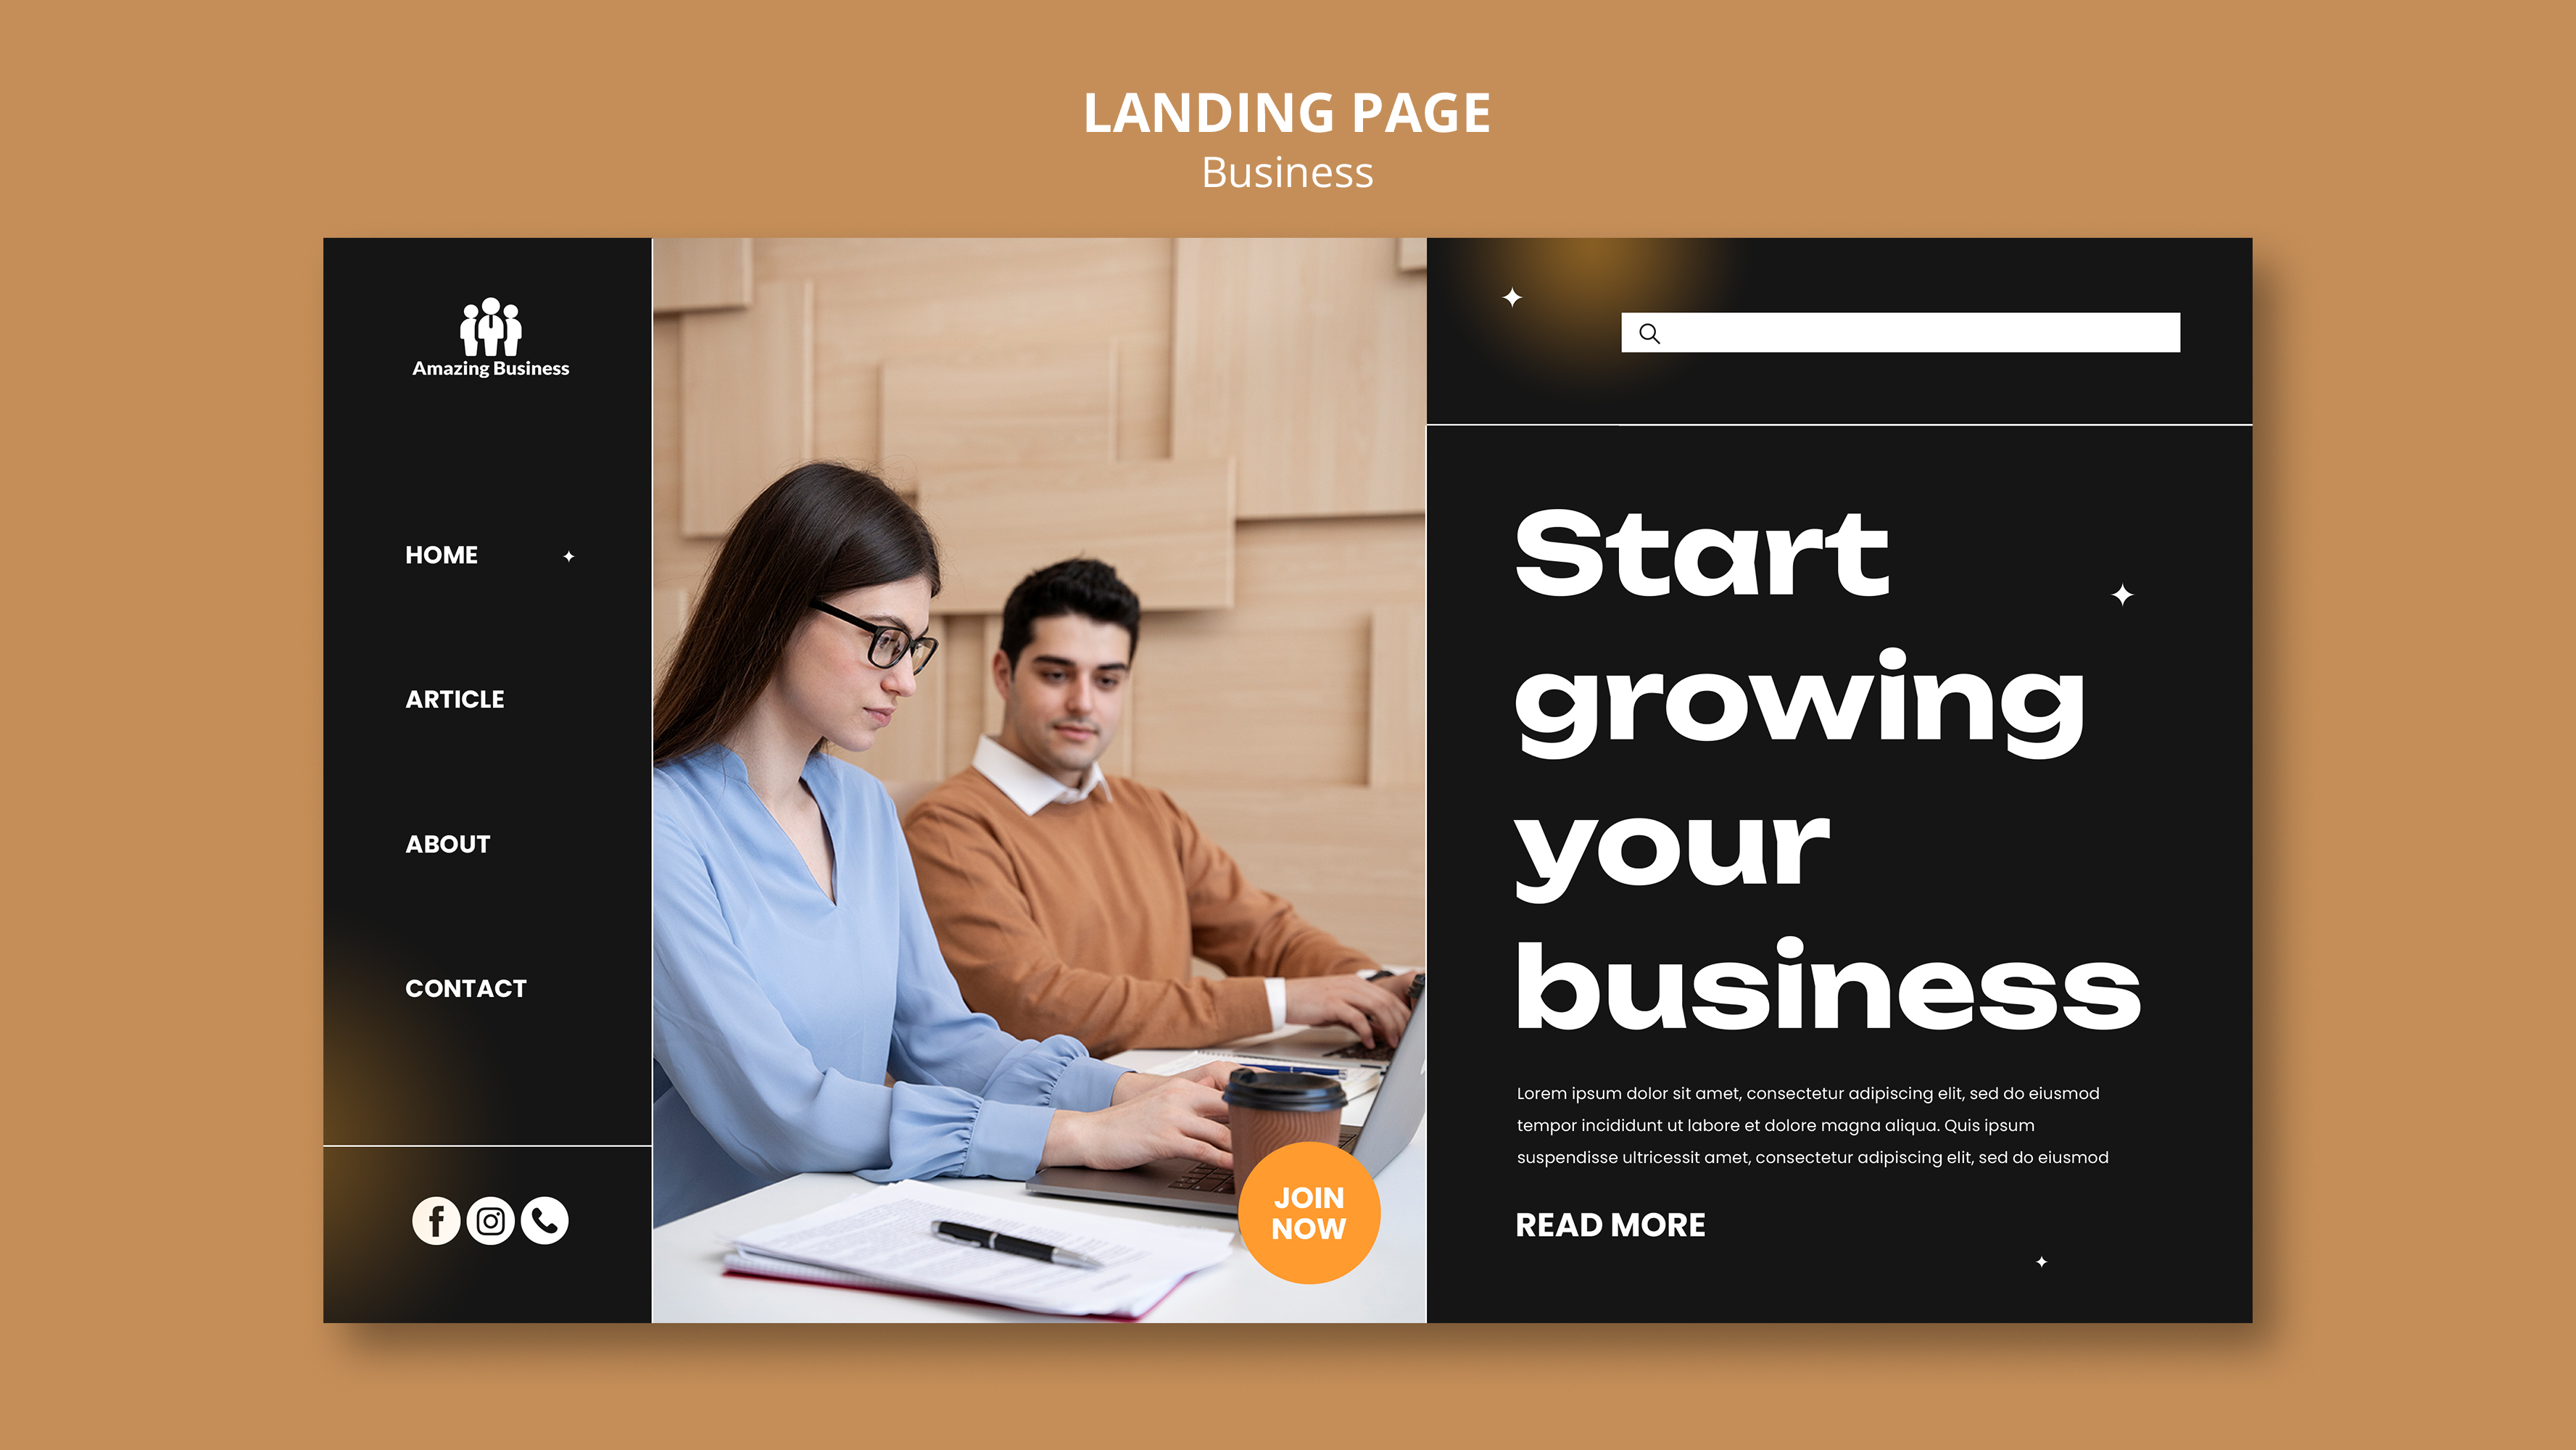 LANDING PAGE
Business
Amazing Business
HOME
ARTICLE
ABOUT
CONTACT
JOIN
NOW
Start
growing
your
business
Lorem ipsum dolor sit amet, consectetur adipiscing elit, sed do eiusmod
tempor incididunt ut labore et dolore magna aliqua. Quis ipsum
suspendisse ultricessit amet, consectetur adipiscing elit, sed do eiusmod
READ MORE